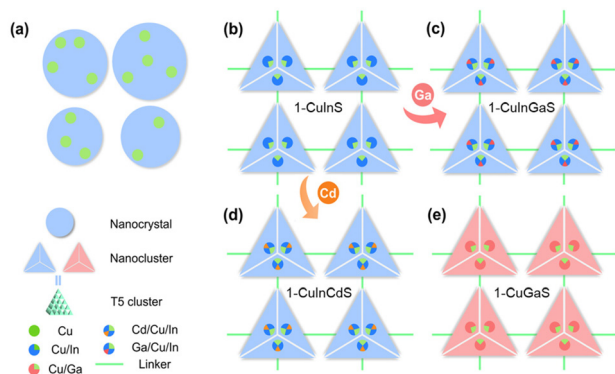 (a)
(b)
(c)
Ga
1-CuInS
1-CuInGaS
Cd
(d)
(e)
1-CuInCdS
1-CuGaS
Nanocrystal
Nanocluster
T5 cluster
Cu
Cd/Cu/In
Cu/In
Ga/Cu/In
Cu/Ga
Linker